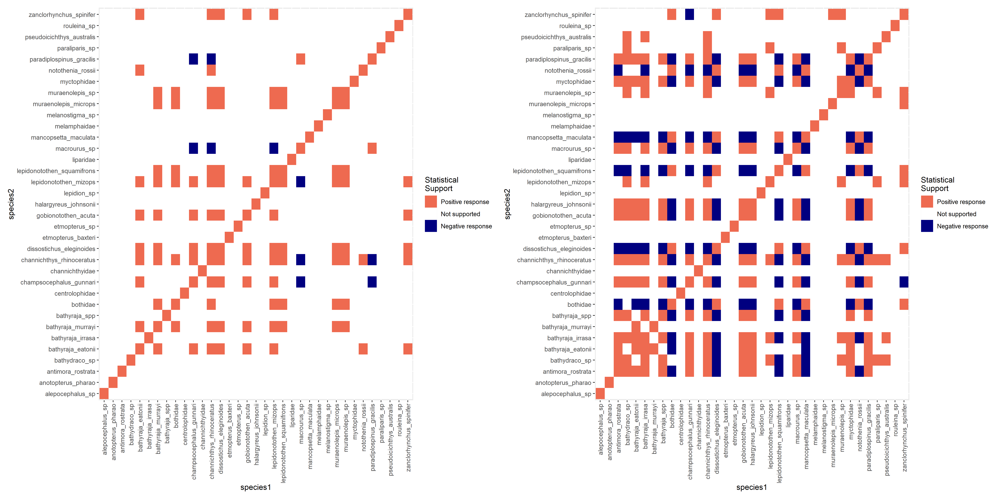 zanclorhynchus_spinifer
rouleina_sp
pseudoicichthys_australis
paraliparis_sp
paradiplospinus_gracilis
notothenia_rossii
myctophidae
muraenolepis_sp
muraenolepis_microps
melanostigma_sp
melamphaidae
mancopsetta_maculata
macrourus_sp
liparidae
lepidonotothen_squamifrons
lepidonotothen_mizops
lepidion_sp
halargyreus_johnsonii
gobionotothen_acuta
etmopterus_sp
etmopterus_baxteri
dissostichus_eleginoides
channichthys_rhinoceratus
channichthyidae
champsocephalus_gunnari
centrolophidae
bothidae
bathyraja_spp
bathyraja_murrayi
bathyraja_irrasa
bathyraja_eatonii
bathydraco_sp
antimora_rostrata
anotopterus_pharao
alepocephalus_sp
species2
alepocephalus_sp
anotopterus_pharao
antimora_rostrata
bathydraco_sp
bathyraja_eatonii
bathyraja_irrasa
bathyraja_murrayi
bathyraja_spp
bothidae
centrolophidae
champsocephalus_gunnari
channichthyidae
channichthys_rhinoceratus
dissostichus_eleginoides
etmopterus_baxteri
etmopterus_sp
gobionotothen_acuta
halargyreus_johnsonii
lepidion_sp
lepidonotothen_mizops
lepidonotothen_squamifrons
liparidae
macrourus_sp
mancopsetta_maculata
melamphaidae
melanostigma_sp
muraenolepis_microps
muraenolepis_sp
myctophidae
notothenia_rossii
paradiplospinus_gracilis
paraliparis_sp
pseudoicichthys_australis
rouleina_sp
zanclorhynchus_spinifer
species1
Statistical
Support
Positive response
Not supported
Negative response
zanclorhynchus_spinifer
rouleina_sp
pseudoicichthys_australis
paraliparis_sp
paradiplospinus_gracilis
notothenia_rossii
myctophidae
muraenolepis_sp
muraenolepis_microps
melanostigma_sp
melamphaidae
mancopsetta_maculata
macrourus_sp
liparidae
lepidonotothen_squamifrons
lepidonotothen_mizops
lepidion_sp
halargyreus_johnsonii
gobionotothen_acuta
etmopterus_sp
etmopterus_baxteri
dissostichus_eleginoides
channichthys_rhinoceratus
channichthyidae
champsocephalus_gunnari
centrolophidae
bothidae
bathyraja_spp
bathyraja_murrayi
bathyraja_irrasa
bathyraja_eatonii
bathydraco_sp
antimora_rostrata
anotopterus_pharao
alepocephalus_sp
species2
alepocephalus_sp
anotopterus_pharao
antimora_rostrata
bathydraco_sp
bathyraja_eatonii
bathyraja_irrasa
bathyraja_murrayi
bathyraja_spp
bothidae
centrolophidae
champsocephalus_gunnari
channichthyidae
channichthys_rhinoceratus
dissostichus_eleginoides
etmopterus_baxteri
etmopterus_sp
gobionotothen_acuta
halargyreus_johnsonii
lepidion_sp
lepidonotothen_mizops
lepidonotothen_squamifrons
liparidae
macrourus_sp
mancopsetta_maculata
melamphaidae
melanostigma_sp
muraenolepis_microps
muraenolepis_sp
myctophidae
notothenia_rossii
paradiplospinus_gracilis
paraliparis_sp
pseudoicichthys_australis
rouleina_sp
zanclorhynchus_spinifer
species1
Statistical
Support
Positive response
Not supported
Negative response